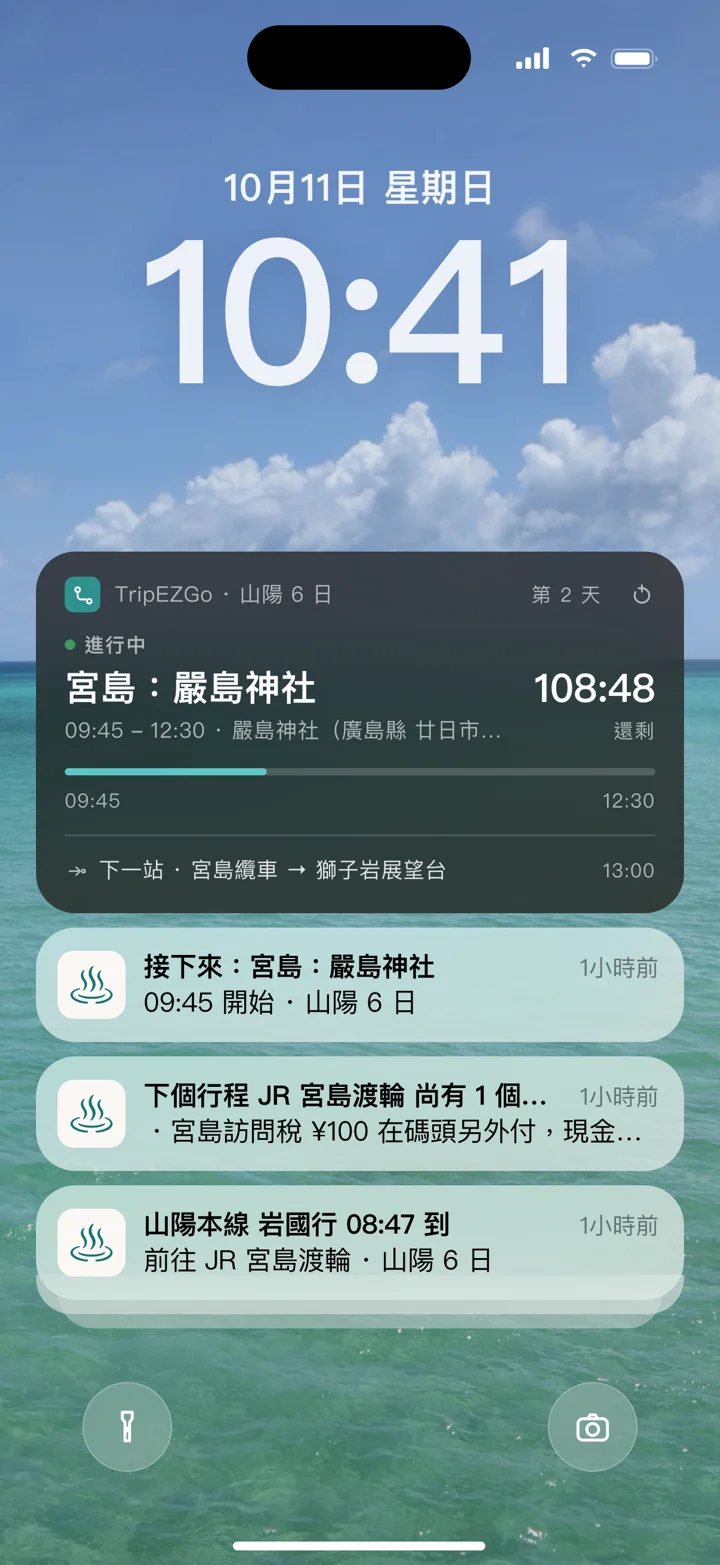 10月11日 星期日
10:41
TripEZGo · 山陽 6 日
第 2 天
進行中
宮島：嚴島神社
108:48
09:45 – 12:30 · 嚴島神社（廣島縣 廿日市…
還剩
09:45
12:30
下一站 · 宮島纜車 → 獅子岩展望台
13:00
接下來：宮島：嚴島神社
1小時前
09:45 開始 · 山陽 6 日
下個行程 JR 宮島渡輪 尚有 1 個…
1小時前
· 宮島訪問稅 ¥100 在碼頭另外付，現金…
山陽本線 岩國行 08:47 到
1小時前
前往 JR 宮島渡輪 · 山陽 6 日